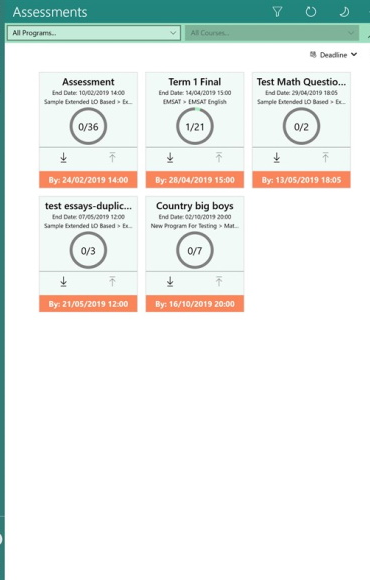 Assessments
All Programs...
All Courses...
Deadline
Assessment
End Date: 10/02/2019 14:00
Sample Extended LO Based > Ex...
0/36
By: 24/02/2019 14:00
Term 1 Final
End Date: 14/04/2019 15:00
EMSAT > EMSAT English
1/21
By: 28/04/2019 15:00
Test Math Questio...
End Date: 29/04/2019 18:05
Sample Extended LO Based > Ex...
0/2
By: 13/05/2019 18:05
test essays-duplic...
End Date: 07/05/2019 12:00
Sample Extended LO Based > Ex...
0/3
By: 21/05/2019 12:00
Country big boys
End Date: 02/10/2019 20:00
New Program For Testing > Mat...
0/7
By: 16/10/2019 20:00